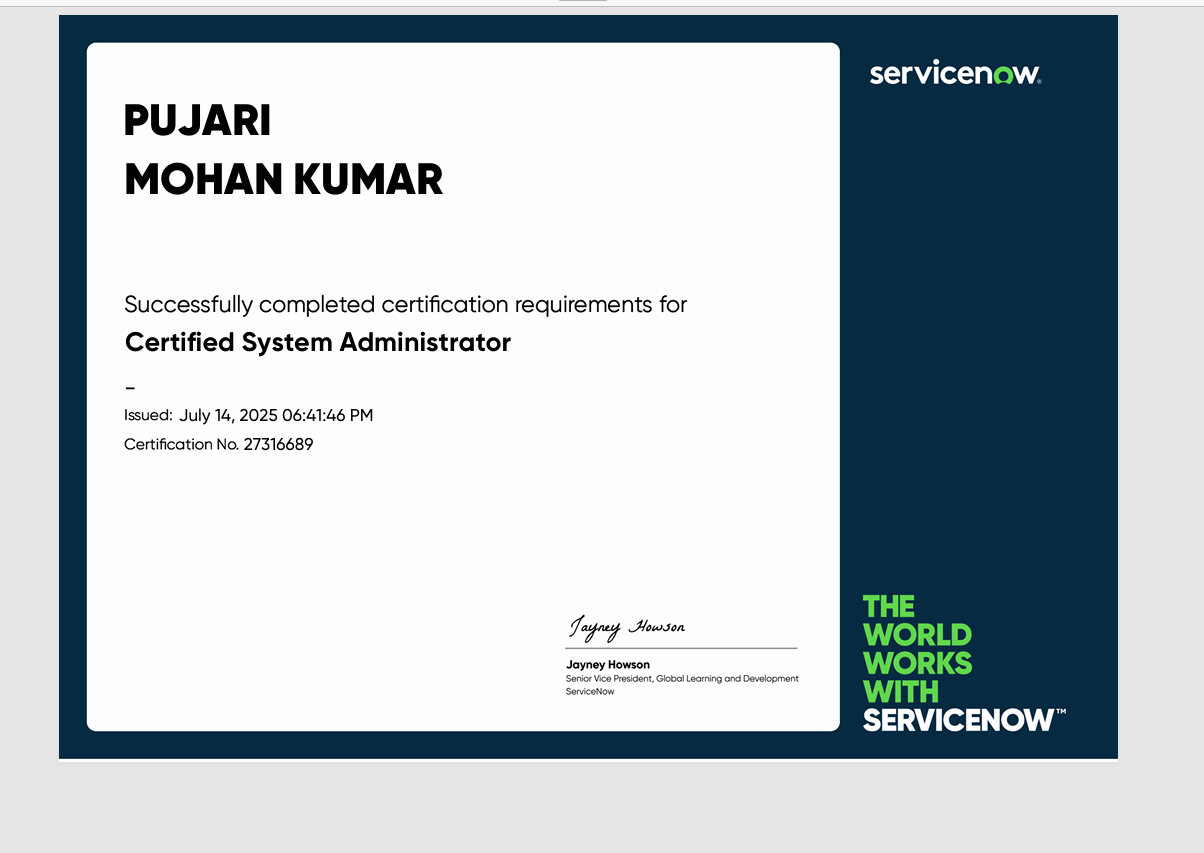 servicenow®
PUJARI
MOHAN KUMAR
Successfully completed certification requirements for
Certified System Administrator
–
Issued: July 14, 2025 06:41:46 PM
Certification No. 27316689
Jayney Howson
Jayney Howson
Senior Vice President, Global Learning and Development
ServiceNow
THE
WORLD
WORKS
WITH
SERVICENOW™